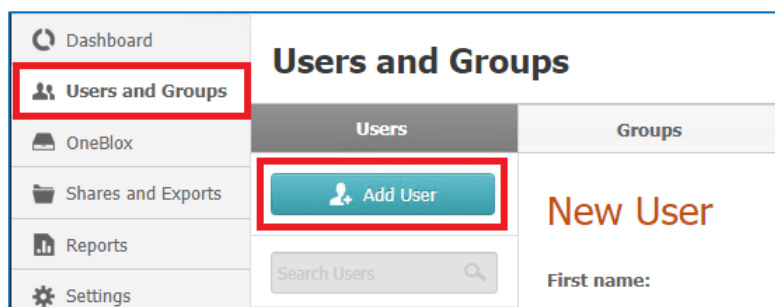 Dashboard
Users and Groups
OneBlox
Shares and Exports
Reports
Settings
Users and Groups
Users
Groups
Add User
Search Users
New User
First name: